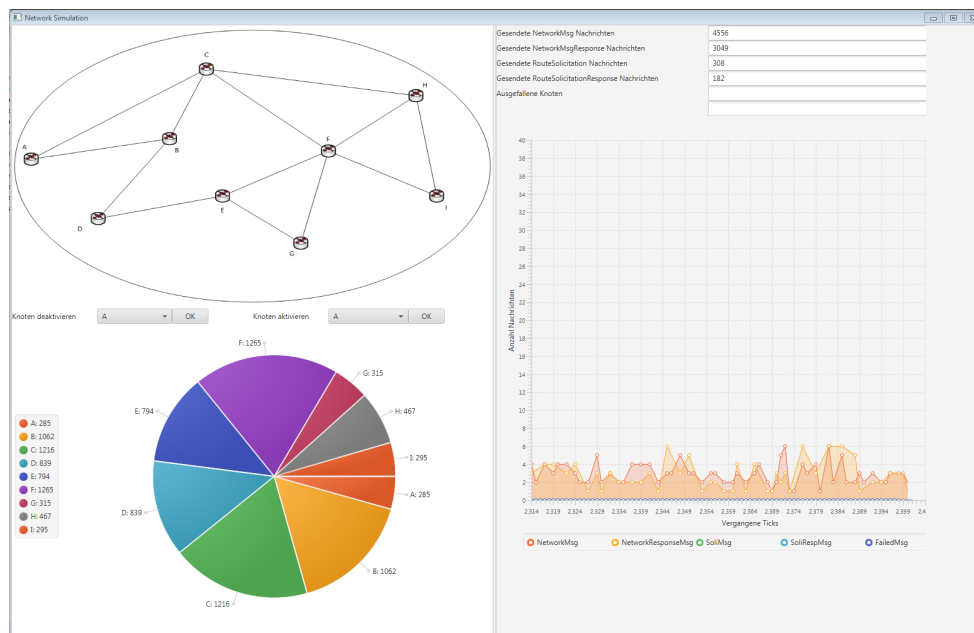 Network Simulation
C
H
A
B
F
D
E
I
G
Knoten deaktivieren
A
OK
Knoten aktivieren
A
OK
F: 1265
G: 315
H: 467
I: 295
A: 285
B: 1062
C: 1216
D: 839
E: 794
A: 285
B: 1062
C: 1216
D: 839
E: 794
F: 1265
G: 315
H: 467
I: 295
Gesendete NetworkMsg Nachrichten 4556
Gesendete NetworkMsgResponse Nachrichten 3049
Gesendete RouteSolicitation Nachrichten 308
Gesendete RouteSolicitationResponse Nachrichten 182
Ausgefallene Knoten
Anzahl Nachrichten
40
38
36
34
32
30
28
26
24
22
20
18
16
14
12
10
8
6
4
2
0
2.314 2.319 2.324 2.329 2.334 2.339 2.344 2.349 2.354 2.359 2.364 2.369 2.374 2.379 2.384 2.389 2.394 2.399 2.4
Vergangene Ticks
NetworkMsg NetworkResponseMsg SoliMsg SoliRespMsg FailedMsg